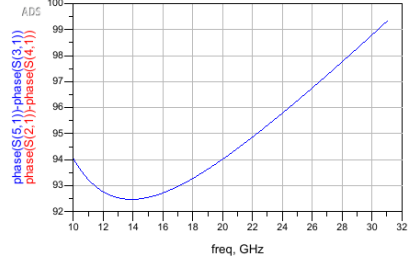 ADS
phase(S(5,1))-phase(S(3,1))
phase(S(2,1))-phase(S(4,1))
100
99
98
97
96
95
94
93
92
10 12 14 16 18 20 22 24 26 28 30 32
freq, GHz